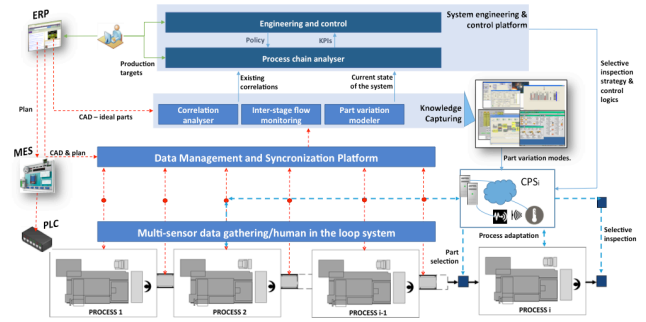 ERP
Engineering and control
System engineering &
control platform
Policy
KPIs
Production
targets
Process chain analyser
Existing
correlations
Current state
of the system
Selective
inspection
strategy &
control
logics
Plan
CAD – ideal parts
Correlation
analyser
Inter-stage flow
monitoring
Part variation
modeler
Knowledge
Capturing
MES
CAD & plan
Data Management and Syncronization Platform
Part variation modes.
CPSi
PLC
Multi-sensor data gathering/human in the loop system
Process adaptation
Part
selection
Selective
inspection
PROCESS 1
PROCESS 2
PROCESS i-1
PROCESS i